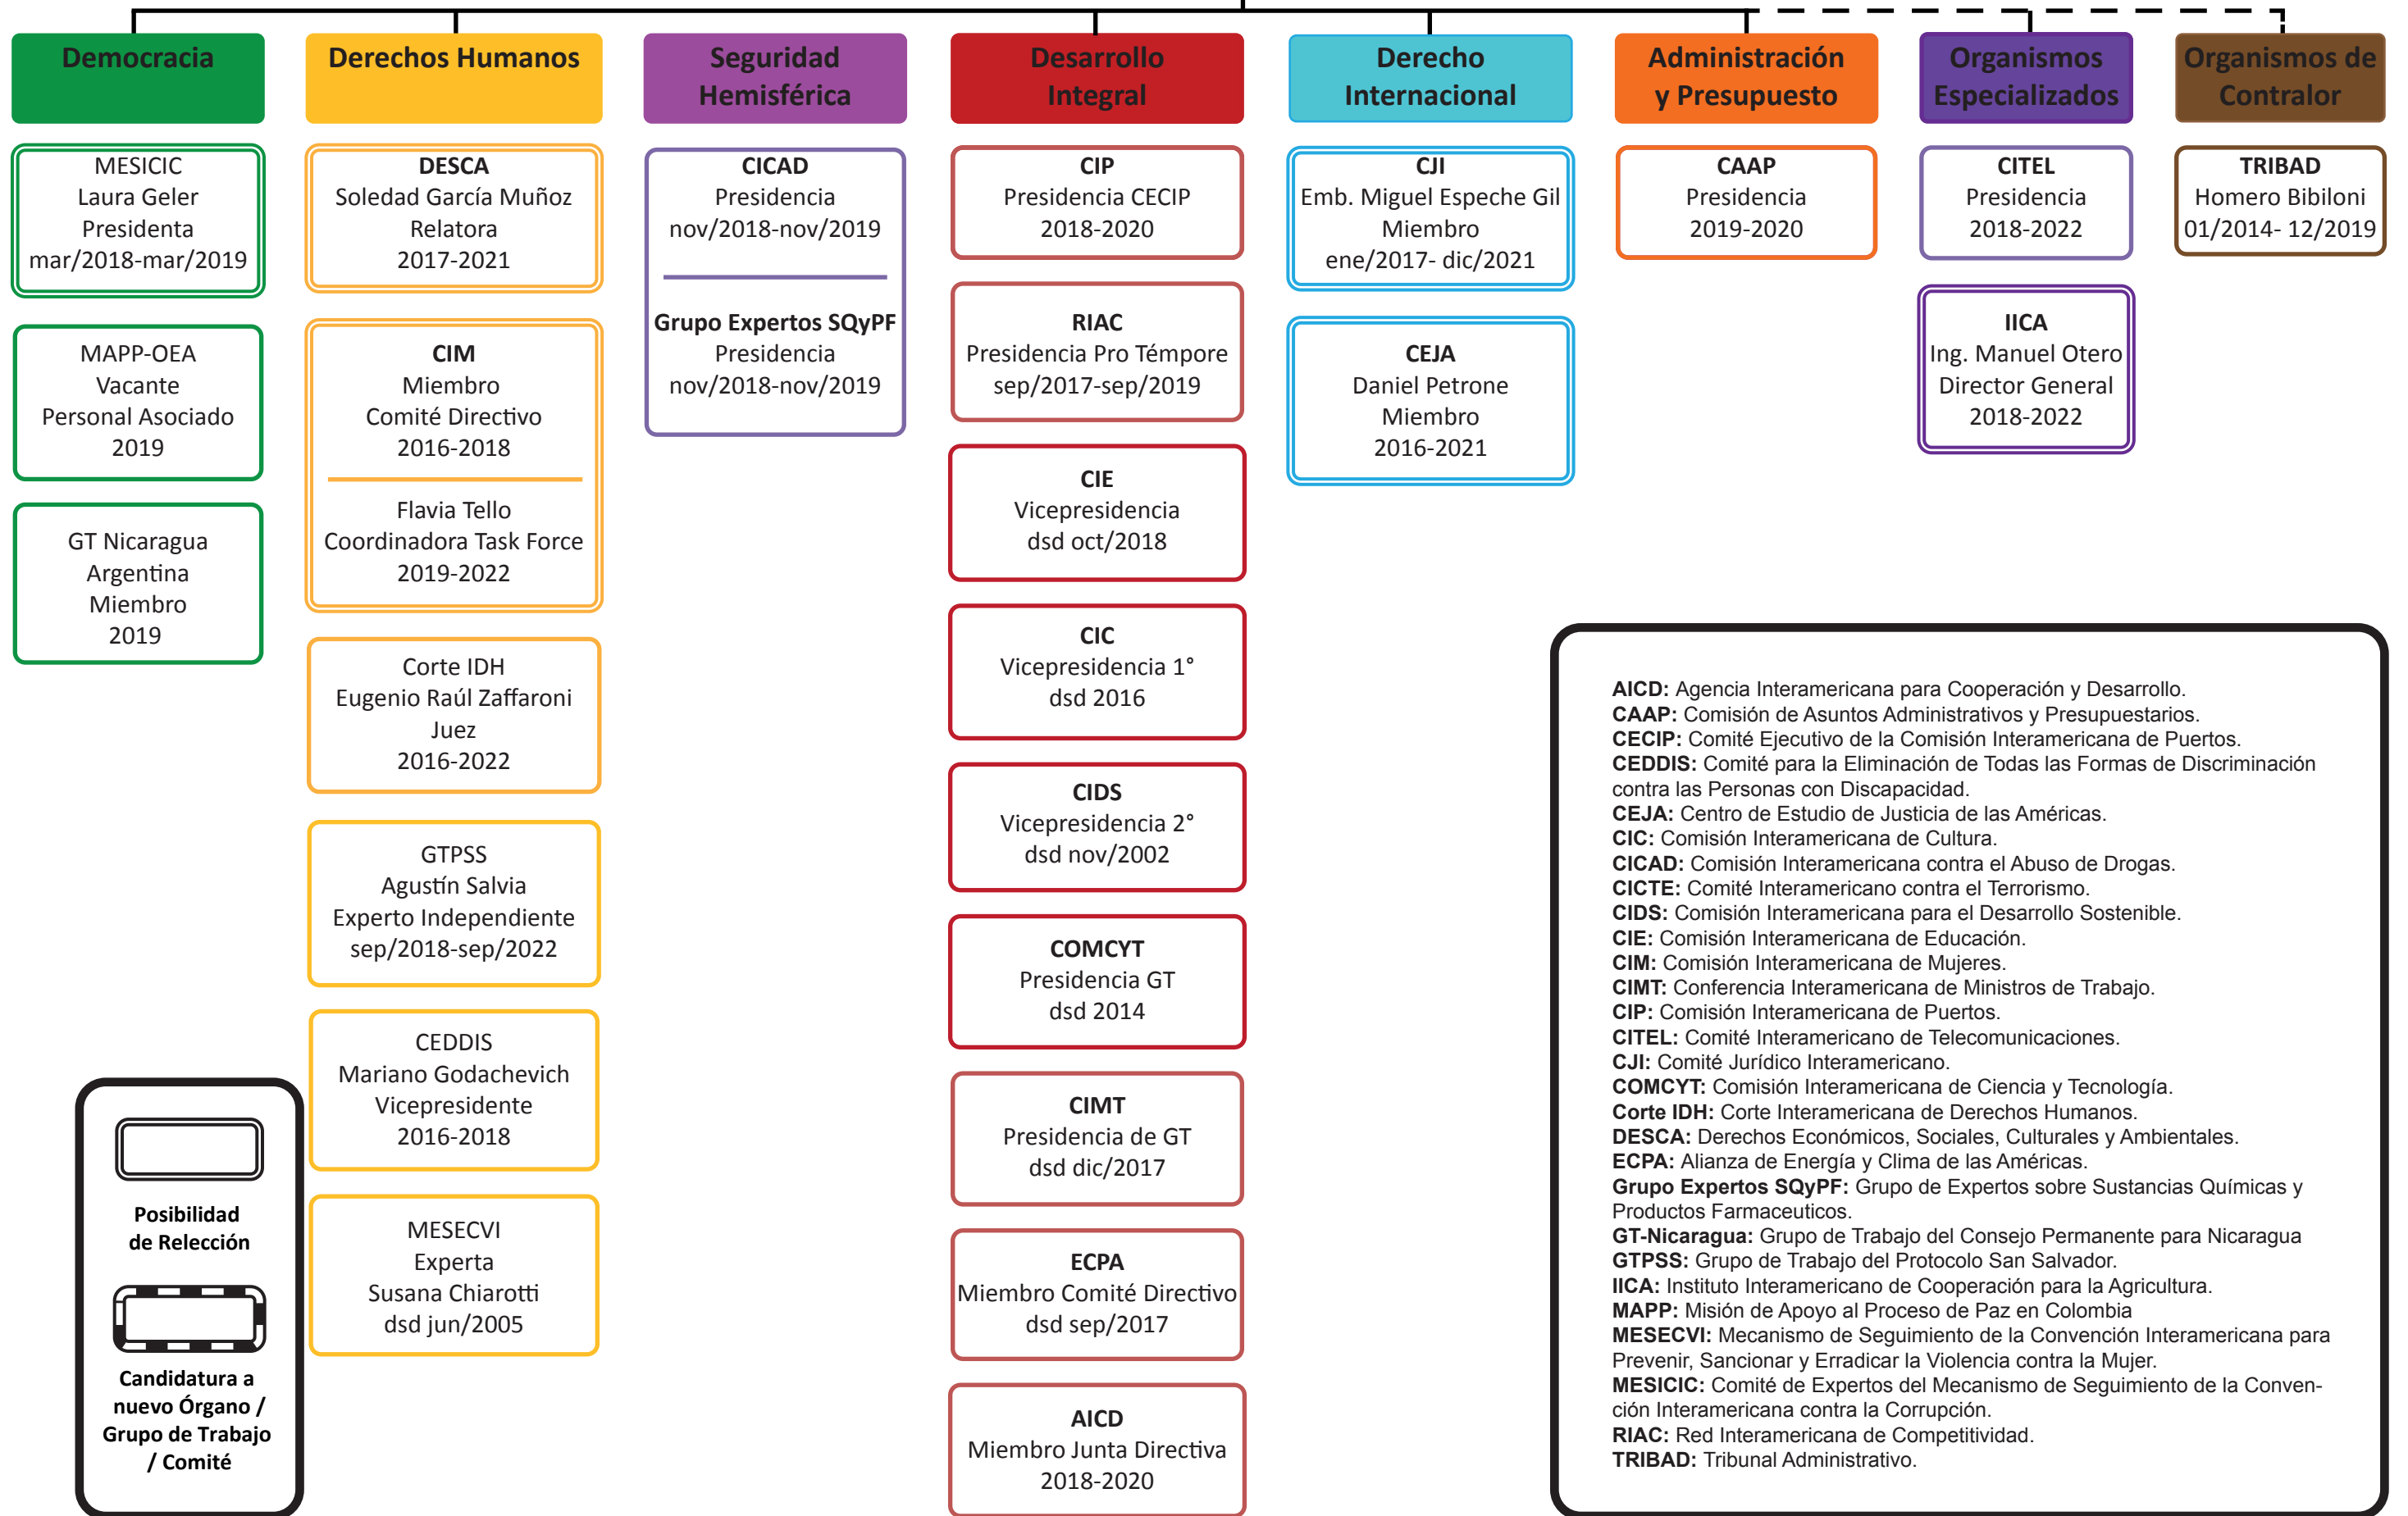 Democracia
MESICIC
Laura Geler
Presidenta
mar/2018-mar/2019
MAPP-OEA
Vacante
Personal Asociado
2019
GT Nicaragua
Argentina
Miembro
2019
Derechos Humanos
DESCA
Soledad García Muñoz
Relatora
2017-2021
CIM
Miembro
Comité Directivo
2016-2018
Flavia Tello
Coordinadora Task Force
2019-2022
Corte IDH
Eugenio Raúl Zaffaroni
Juez
2016-2022
GTPSS
Agustín Salvia
Experto Independiente
sep/2018-sep/2022
CEDDIS
Mariano Godachevich
Vicepresidente
2016-2018
MESECVI
Experta
Susana Chiarotti
dsd jun/2005
Seguridad
Hemisférica
CICAD
Presidencia
nov/2018-nov/2019
Grupo Expertos SQyPF
Presidencia
nov/2018-nov/2019
Desarrollo
Integral
CIP
Presidencia CECIP
2018-2020
RIAC
Presidencia Pro Témpore
sep/2017-sep/2019
CIE
Vicepresidencia
dsd oct/2018
CIC
Vicepresidencia 1°
dsd 2016
CIDS
Vicepresidencia 2°
dsd nov/2002
COMCYT
Presidencia GT
dsd 2014
CIMT
Presidencia de GT
dsd dic/2017
ECPA
Miembro Comité Directivo
dsd sep/2017
AICD
Miembro Junta Directiva
2018-2020
Derecho
Internacional
CJI
Emb. Miguel Espeche Gil
Miembro
ene/2017- dic/2021
CEJA
Daniel Petrone
Miembro
2016-2021
Administración
y Presupuesto
CAAP
Presidencia
2019-2020
Organismos
Especializados
CITEL
Presidencia
2018-2022
IICA
Ing. Manuel Otero
Director General
2018-2022
Organismos de
Contralor
TRIBAD
Homero Bibiloni
01/2014- 12/2019
Posibilidad
de Relección
Candidatura a
nuevo Órgano /
Grupo de Trabajo
/ Comité
AICD: Agencia Interamericana para Cooperación y Desarrollo.
CAAP: Comisión de Asuntos Administrativos y Presupuestarios.
CECIP: Comité Ejecutivo de la Comisión Interamericana de Puertos.
CEDDIS: Comité para la Eliminación de Todas las Formas de Discriminación
contra las Personas con Discapacidad.
CEJA: Centro de Estudio de Justicia de las Américas.
CIC: Comisión Interamericana de Cultura.
CICAD: Comisión Interamericana contra el Abuso de Drogas.
CICTE: Comité Interamericano contra el Terrorismo.
CIDS: Comisión Interamericana para el Desarrollo Sostenible.
CIE: Comisión Interamericana de Educación.
CIM: Comisión Interamericana de Mujeres.
CIMT: Conferencia Interamericana de Ministros de Trabajo.
CIP: Comisión Interamericana de Puertos.
CITEL: Comité Interamericano de Telecomunicaciones.
CJI: Comité Jurídico Interamericano.
COMCYT: Comisión Interamericana de Ciencia y Tecnología.
Corte IDH: Corte Interamericana de Derechos Humanos.
DESCA: Derechos Económicos, Sociales, Culturales y Ambientales.
ECPA: Alianza de Energía y Clima de las Américas.
Grupo Expertos SQyPF: Grupo de Expertos sobre Sustancias Químicas y
Productos Farmaceuticos.
GT-Nicaragua: Grupo de Trabajo del Consejo Permanente para Nicaragua
GTPSS: Grupo de Trabajo del Protocolo San Salvador.
IICA: Instituto Interamericano de Cooperación para la Agricultura.
MAPP: Misión de Apoyo al Proceso de Paz en Colombia
MESECVI: Mecanismo de Seguimiento de la Convención Interamericana para
Prevenir, Sancionar y Erradicar la Violencia contra la Mujer.
MESICIC: Comité de Expertos del Mecanismo de Seguimiento de la Conven-
ción Interamericana contra la Corrupción.
RIAC: Red Interamericana de Competitividad.
TRIBAD: Tribunal Administrativo.